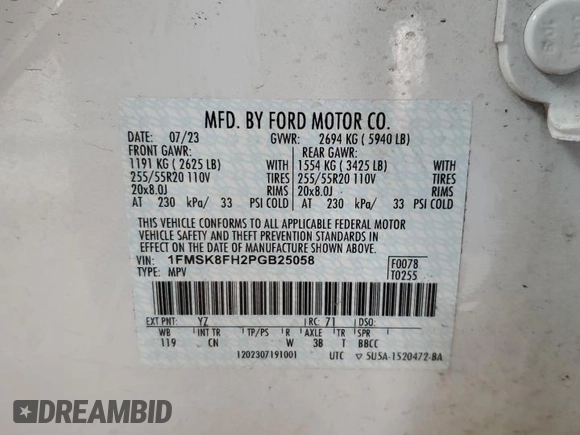 MFD. BY FORD MOTOR CO.
DATE: 07/23 GVWR: 2694 KG ( 5940 LB)
FRONT GAWR: REAR GAWR:
1191 KG ( 2625 LB) WITH 1554 KG ( 3425 LB) WITH
255/55R20 110V TIRES 255/55R20 110V TIRES
20x8.0J RIMS 20x8.0J RIMS
AT 230 kPa/ 33 PSI COLD AT 230 kPa/ 33 PSI COLD
THIS VEHICLE CONFORMS TO ALL APPLICABLE FEDERAL MOTOR
VEHICLE SAFETY AND THEFT PREVENTION STANDARDS IN
EFFECT ON THE DATE OF MANUFACTURE SHOWN ABOVE.
VIN: 1FMSK8FH2PGB25058 F0078
TYPE: MPV T0255
EXT PNT: YZ RC: 71 DSO:
WB INT TR TP/PS R AXLE TR SPR
119 CN W 3B T BBCC
1202307191001 UTC ▽ 5U5A-1520472-BA
DREAMBID